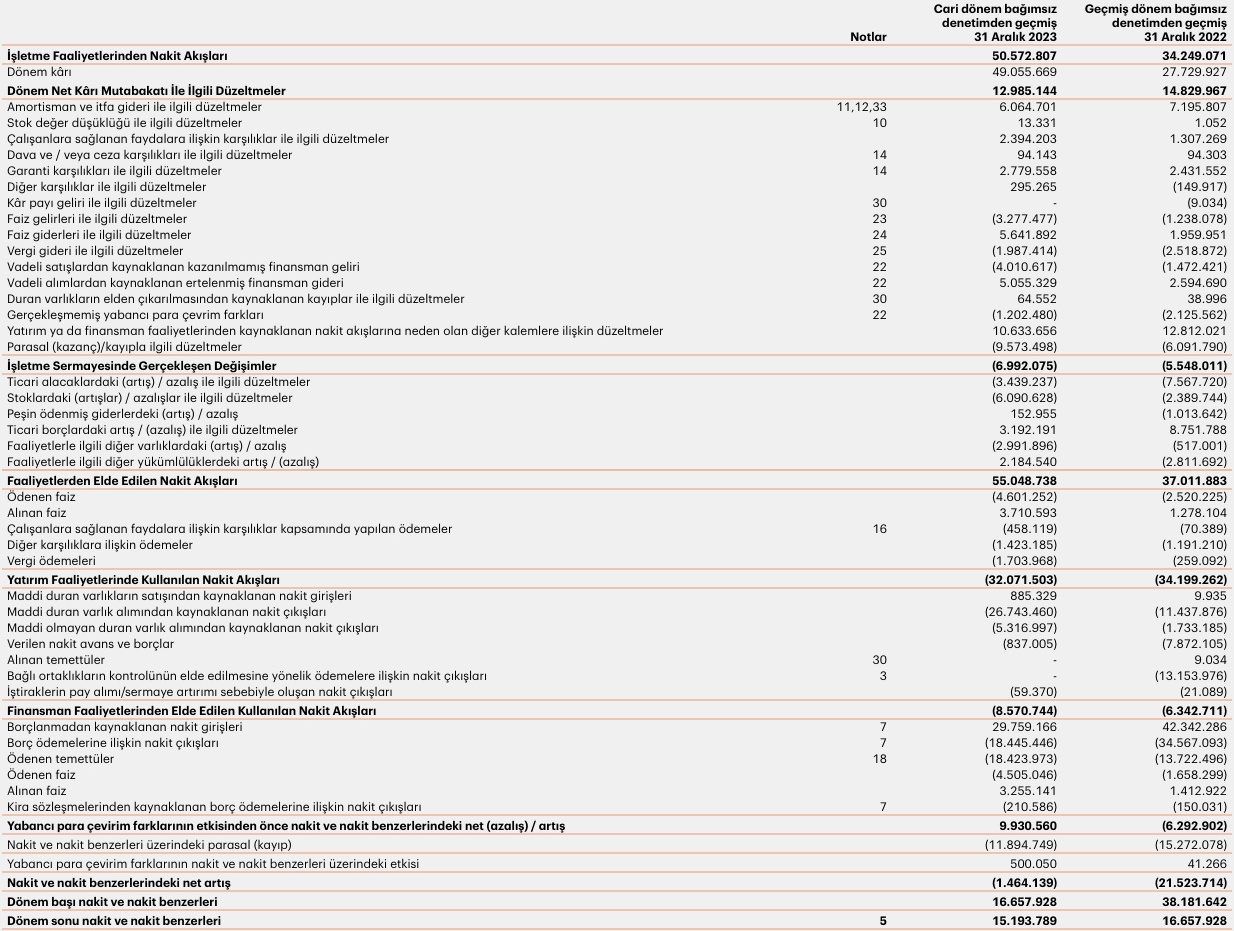 Cari dönem bağımsız Geçmiş dönem bağımsız
denetimden geçmiş denetimden geçmiş
Notlar 31 Aralık 2023 31 Aralık 2022
İşletme Faaliyetlerinden Nakit Akışları 50.572.807 34.249.071
Dönem kârı 49.055.669 27.729.927
Dönem Net Kârı Mutabakatı İle İlgili Düzeltmeler 12.985.144 14.829.967
Amortisman ve itfa gideri ile ilgili düzeltmeler 11,12,33 6.064.701 7.195.807
Stok değer düşüklüğü ile ilgili düzeltmeler 10 13.331 1.052
Çalışanlara sağlanan faydalara ilişkin karşılıklar ile ilgili düzeltmeler 2.394.203 1.307.269
Dava ve / veya ceza karşılıkları ile ilgili düzeltmeler 14 94.143 94.303
Garanti karşılıkları ile ilgili düzeltmeler 14 2.779.558 2.431.552
Diğer karşılıklar ile ilgili düzeltmeler 295.265 (149.917)
Kâr payı geliri ile ilgili düzeltmeler 30 - (9.034)
Faiz gelirleri ile ilgili düzeltmeler 23 (3.277.477) (1.238.078)
Faiz giderleri ile ilgili düzeltmeler 24 5.641.892 1.959.951
Vergi gideri ile ilgili düzeltmeler 25 (1.987.414) (2.518.872)
Vadeli satışlardan kaynaklanan kazanılmamış finansman geliri 22 (4.010.617) (1.472.421)
Vadeli alımlardan kaynaklanan ertelenmiş finansman gideri 22 5.055.329 2.594.690
Duran varlıkların elden çıkarılmasından kaynaklanan kayıplar ile ilgili düzeltmeler 30 64.552 38.996
Gerçekleşmemiş yabancı para çevrim farkları 22 (1.202.480) (2.125.562)
Yatırım ya da finansman faaliyetlerinden kaynaklanan nakit akışlarına neden olan diğer kalemlere ilişkin düzeltmeler 10.633.656 12.812.021
Parasal (kazanç)/kayıpla ilgili düzeltmeler (9.573.498) (6.091.790)
İşletme Sermayesinde Gerçekleşen Değişimler (6.992.075) (5.548.011)
Ticari alacaklardaki (artış) / azalış ile ilgili düzeltmeler (3.439.237) (7.567.720)
Stoklardaki (artışlar) / azalışlar ile ilgili düzeltmeler (6.090.628) (2.389.744)
Peşin ödenmiş giderlerdeki (artış) / azalış 152.955 (1.013.642)
Ticari borçlardaki artış / (azalış) ile ilgili düzeltmeler 3.192.191 8.751.788
Faaliyetlerle ilgili diğer varlıklardaki (artış) / azalış (2.991.896) (517.001)
Faaliyetlerle ilgili diğer yükümlülüklerdeki artış / (azalış) 2.184.540 (2.811.692)
Faaliyetlerden Elde Edilen Nakit Akışları 55.048.738 37.011.883
Ödenen faiz (4.601.252) (2.520.225)
Alınan faiz 3.710.593 1.278.104
Çalışanlara sağlanan faydalara ilişkin karşılıklar kapsamında yapılan ödemeler 16 (458.119) (70.389)
Diğer karşılıklara ilişkin ödemeler (1.423.185) (1.191.210)
Vergi ödemeleri (1.703.968) (259.092)
Yatırım Faaliyetlerinde Kullanılan Nakit Akışları (32.071.503) (34.199.262)
Maddi duran varlıkların satışından kaynaklanan nakit girişleri 885.329 9.935
Maddi duran varlık alımından kaynaklanan nakit çıkışları (26.743.460) (11.437.876)
Maddi olmayan duran varlık alımından kaynaklanan nakit çıkışları (5.316.997) (1.733.185)
Verilen nakit avans ve borçlar (837.005) (7.872.105)
Alınan temettüler 30 - 9.034
Bağlı ortaklıkların kontrolünün elde edilmesine yönelik ödemelere ilişkin nakit çıkışları 3 - (13.153.976)
İştiraklerin pay alımı/sermaye artırımı sebebiyle oluşan nakit çıkışları (59.370) (21.089)
Finansman Faaliyetlerinden Elde Edilen Kullanılan Nakit Akışları (8.570.744) (6.342.711)
Borçlanmadan kaynaklanan nakit girişleri 7 29.759.166 42.342.286
Borç ödemelerine ilişkin nakit çıkışları 7 (18.445.446) (34.567.093)
Ödenen temettüler 18 (18.423.973) (13.722.496)
Ödenen faiz (4.505.046) (1.658.299)
Alınan faiz 3.255.141 1.412.922
Kira sözleşmelerinden kaynaklanan borç ödemelerine ilişkin nakit çıkışları 7 (210.586) (150.031)
Yabancı para çevirim farklarının etkisinden önce nakit ve nakit benzerlerindeki net (azalış) / artış 9.930.560 (6.292.902)
Nakit ve nakit benzerleri üzerindeki parasal (kayıp) (11.894.749) (15.272.078)
Yabancı para çevirim farklarının nakit ve nakit benzerleri üzerindeki etkisi 500.050 41.266
Nakit ve nakit benzerlerindeki net artış (1.464.139) (21.523.714)
Dönem başı nakit ve nakit benzerleri 16.657.928 38.181.642
Dönem sonu nakit ve nakit benzerleri 5 15.193.789 16.657.928